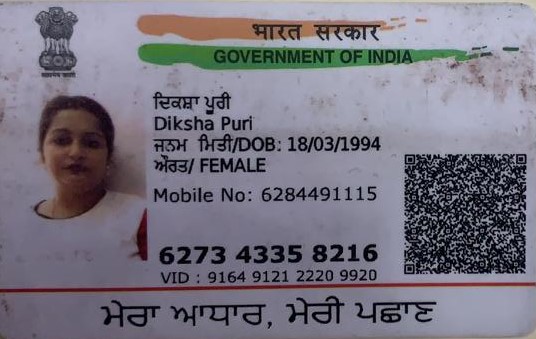 भारत सरकार
GOVERNMENT OF INDIA
ਦਿਕਸ਼ਾ ਪੂਰੀ
Diksha Puri
ਜਨਮ ਮਿਤੀ/DOB: 18/03/1994
ਔਰਤ/ FEMALE
Mobile No: 6284491115
6273 4335 8216
VID : 9164 9121 2220 9920
ਮੇਰਾ ਆਧਾਰ, ਮੇਰੀ ਪਛਾਣ